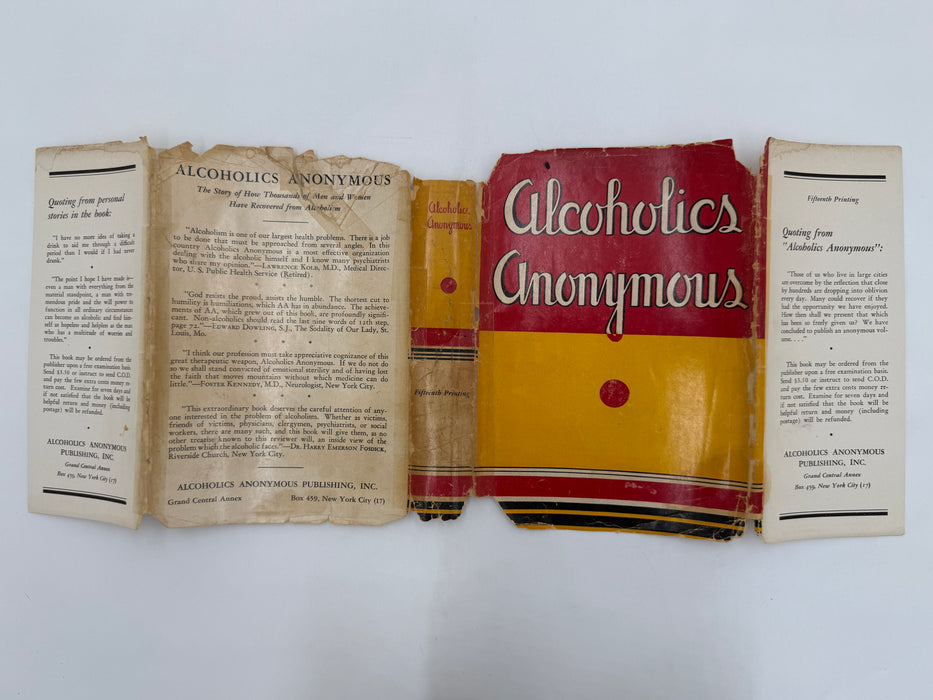 Quoting from personal
stories in the book:
"I have no more idea of taking a
drink to aid me through a difficult
period than I would if I had never
drunk."
"The point I hope I have made is—
even a man with everything from the
material standpoint, a man with tre-
mendous pride and the will power to
function in all ordinary circumstance
can become an alcoholic and find him-
self as hopeless and helpless as the man
who has a multitude of worries and
troubles."
This book may be ordered from the
publisher upon a free examination basis.
Send $3.50 or instruct to send C.O.D.
and pay the few extra cents money re-
turn cost. Examine for seven days and
if not satisfied that the book will be
helpful return and money (including
postage) will be refunded.
ALCOHOLICS ANONYMOUS
PUBLISHING, INC.
Grand Central Annex
Box 459, New York City (17)
ALCOHOLICS ANONYMOUS
The Story of How Thousands of Men and Women
Have Recovered from Alcoholism
"Alcoholism is one of our largest health problems. There is a job
to be done that must be approached from several angles. In this
country Alcoholics Anonymous is a most effective organization
dealing with the alcoholic himself and I know many psychiatrists
who share my opinion."—LAWRENCE KOLB, M.D., Medical Direc-
tor, U. S. Public Health Service (Retired).
"God resists the proud, assists the humble. The shortest cut to
humility is humiliations, which AA has in abundance. The achieve-
ments of AA, which grew out of this book, are profoundly signifi-
cant. Non-alcoholics should read the last nine words of 12th step,
page 72."—EDWARD DOWLING, S.J., The Sodality of Our Lady, St.
Louis, Mo.
"I think our profession must take appreciative cognizance of this
great therapeutic weapon, Alcoholics Anonymous. If we do not do
so we shall stand convicted of emotional sterility and of having lost
the faith that moves mountains without which medicine can do
little."—FOSTER KENNEDY, M.D., Neurologist, New York City.
"This extraordinary book deserves the careful attention of any-
one interested in the problem of alcoholism. Whether as victims,
friends of victims, physicians, clergymen, psychiatrists, or social
workers, there are many such, and this book will give them, as no
other treatise known to this reviewer will, an inside view of the
problem which the alcoholic faces."—DR. HARRY EMERSON FOSDICK,
Riverside Church, New York City.
ALCOHOLICS ANONYMOUS PUBLISHING, INC.
Grand Central Annex Box 459, New York City (17)
Alcoholics
Anonymous
Fifteenth Printing
Alcoholics
Anonymous
Fifteenth Printing
Quoting from
"Alcoholics Anonymous":
"Those of us who live in large cities
are overcome by the reflection that close
by hundreds are dropping into oblivion
every day. Many could recover if they
had the opportunity we have enjoyed.
How then shall we present that which
has been so freely given us? We have
concluded to publish an anonymous vol-
ume. . . ."
This book may be ordered from the
publisher upon a free examination basis.
Send $3.50 or instruct to send C.O.D.
and pay the few extra cents money re-
turn cost. Examine for seven days and
if not satisfied that the book will be
helpful return and money (including
postage) will be refunded.
ALCOHOLICS ANONYMOUS
PUBLISHING, INC.
Grand Central Annex
Box 459, New York City (17)